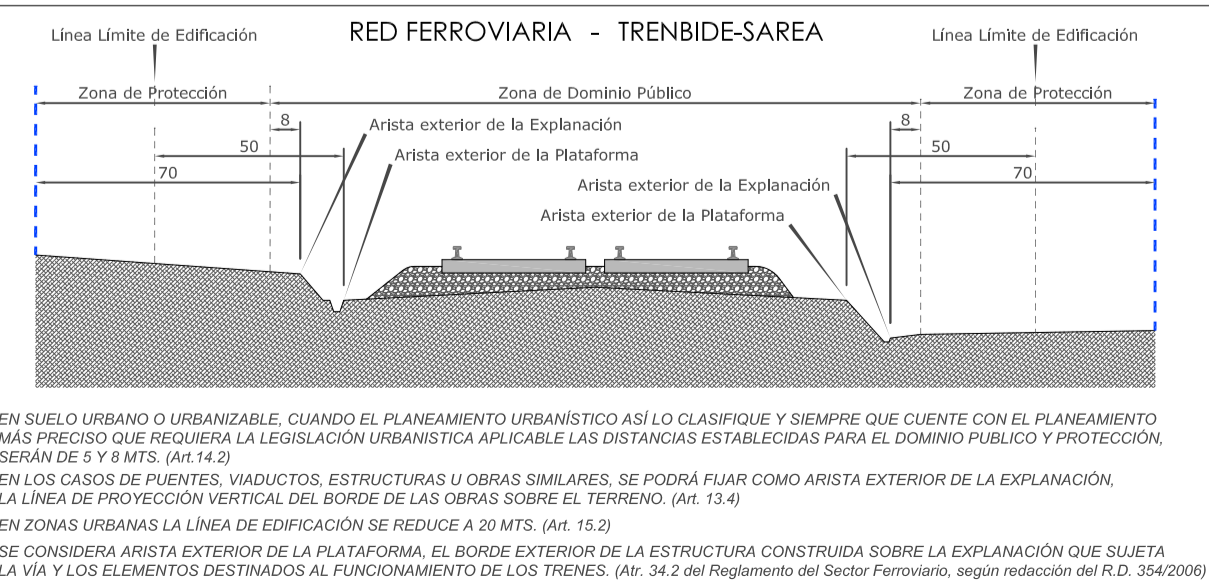 RED FERROVIARIA - TRENBIDE-SAREA
Línea Límite de Edificación
Línea Límite de Edificación
Zona de Protección
Zona de Dominio Público
Zona de Protección
8
Arista exterior de la Explanación
8
50
Arista exterior de la Plataforma
50
70
Arista exterior de la Explanación
70
Arista exterior de la Plataforma
EN SUELO URBANO O URBANIZABLE, CUANDO EL PLANEAMIENTO URBANÍSTICO ASÍ LO CLASIFIQUE Y SIEMPRE QUE CUENTE CON EL PLANEAMIENTO
MÁS PRECISO QUE REQUIERA LA LEGISLACIÓN URBANISTICA APLICABLE LAS DISTANCIAS ESTABLECIDAS PARA EL DOMINIO PUBLICO Y PROTECCIÓN,
SERÁN DE 5 Y 8 MTS. (Art.14.2)
EN LOS CASOS DE PUENTES, VIADUCTOS, ESTRUCTURAS U OBRAS SIMILARES, SE PODRÁ FIJAR COMO ARISTA EXTERIOR DE LA EXPLANACIÓN,
LA LÍNEA DE PROYECCIÓN VERTICAL DEL BORDE DE LAS OBRAS SOBRE EL TERRENO. (Art. 13.4)
EN ZONAS URBANAS LA LÍNEA DE EDIFICACIÓN SE REDUCE A 20 MTS. (Art. 15.2)
SE CONSIDERA ARISTA EXTERIOR DE LA PLATAFORMA, EL BORDE EXTERIOR DE LA ESTRUCTURA CONSTRUIDA SOBRE LA EXPLANACIÓN QUE SUJETA
LA VÍA Y LOS ELEMENTOS DESTINADOS AL FUNCIONAMIENTO DE LOS TRENES. (Atr. 34.2 del Reglamento del Sector Ferroviario, según redacción del R.D. 354/2006)